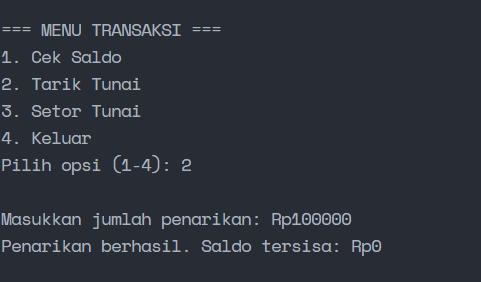 === MENU TRANSAKSI ===
1. Cek Saldo
2. Tarik Tunai
3. Setor Tunai
4. Keluar
Pilih opsi (1-4): 2
Masukkan jumlah penarikan: Rp100000
Penarikan berhasil. Saldo tersisa: Rp0